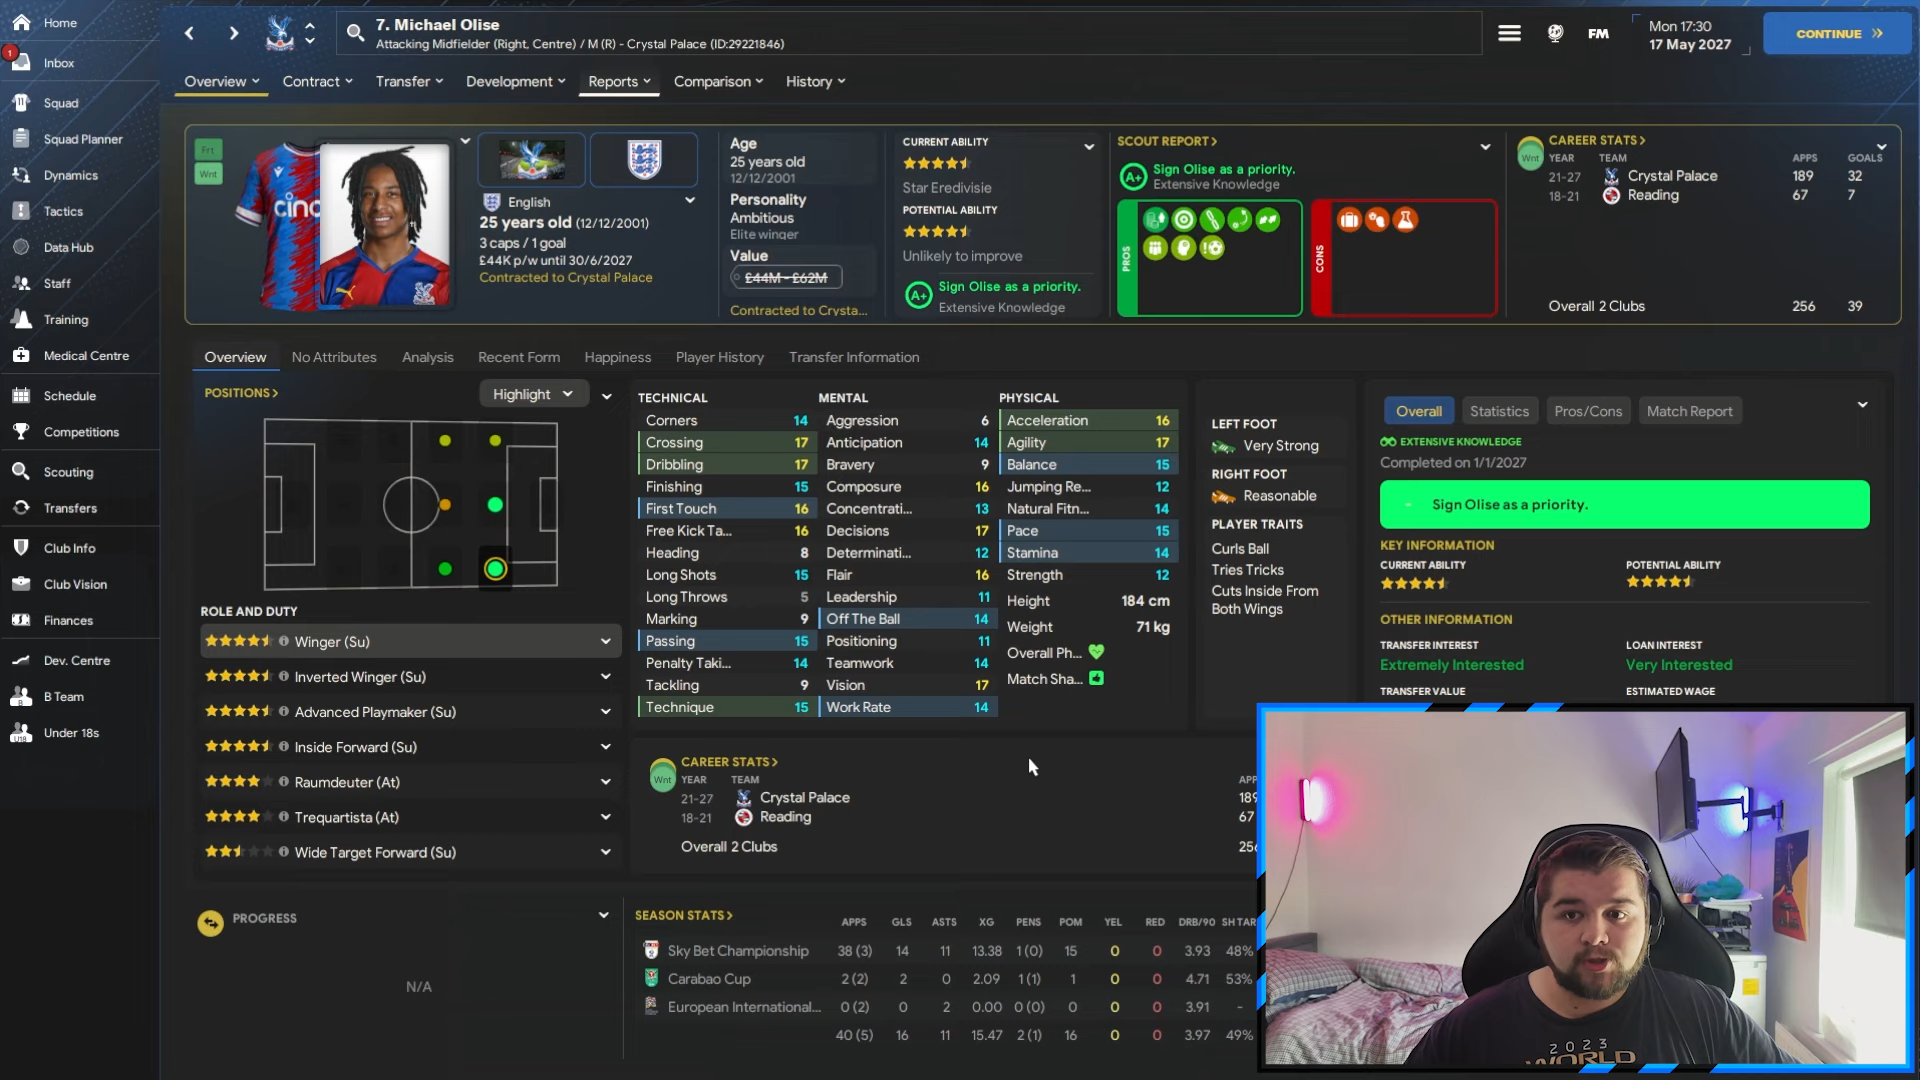 Home
1
Inbox
Squad
Squad Planner
Dynamics
Tactics
Data Hub
Staff
Training
Medical Centre
Schedule
Competitions
Scouting
Transfers
Club Info
Club Vision
Finances
Dev. Centre
B Team
Under 18s
7. Michael Olise
Attacking Midfielder (Right, Centre) / M (R) - Crystal Palace (ID:29221846)
FM
Mon 17:30
17 May 2027
CONTINUE
Overview Contract Transfer Development Reports Comparison History
Frt
Wnt
English
25 years old (12/12/2001)
3 caps / 1 goal
£44K p/w until 30/6/2027
Contracted to Crystal Palace
Age
25 years old
12/12/2001
Personality
Ambitious
Elite winger
Value
£44M - £62M
Contracted to Crysta...
CURRENT ABILITY
Star Eredivisie
POTENTIAL ABILITY
Unlikely to improve
A+ Sign Olise as a priority.
Extensive Knowledge
SCOUT REPORT>
A+ Sign Olise as a priority.
Extensive Knowledge
PROS
CONS
CAREER STATS>
Wnt
YEAR TEAM APPS GOALS
21-27 Crystal Palace 189 32
18-21 Reading 67 7
Overall 2 Clubs 256 39
Overview No Attributes Analysis Recent Form Happiness Player History Transfer Information
POSITIONS>
Highlight
ROLE AND DUTY
Winger (Su)
Inverted Winger (Su)
Advanced Playmaker (Su)
Inside Forward (Su)
Raumdeuter (At)
Trequartista (At)
Wide Target Forward (Su)
TECHNICAL
Corners 14
Crossing 17
Dribbling 17
Finishing 15
First Touch 16
Free Kick Ta... 16
Heading 8
Long Shots 15
Long Throws 5
Marking 9
Passing 15
Penalty Taki... 14
Tackling 9
Technique 15
MENTAL
Aggression 6
Anticipation 14
Bravery 9
Composure 16
Concentrati... 13
Decisions 17
Determinati... 12
Flair 16
Leadership 11
Off The Ball 14
Positioning 11
Teamwork 14
Vision 17
Work Rate 14
PHYSICAL
Acceleration 16
Agility 17
Balance 15
Jumping Re... 12
Natural Fitn... 14
Pace 15
Stamina 14
Strength 12
Height 184 cm
Weight 71 kg
Overall Ph...
Match Sha...
LEFT FOOT
Very Strong
RIGHT FOOT
Reasonable
PLAYER TRAITS
Curls Ball
Tries Tricks
Cuts Inside From
Both Wings
Overall Statistics Pros/Cons Match Report
EXTENSIVE KNOWLEDGE
Completed on 1/1/2027
- Sign Olise as a priority.
KEY INFORMATION
CURRENT ABILITY POTENTIAL ABILITY
OTHER INFORMATION
TRANSFER INTEREST LOAN INTEREST
Extremely Interested Very Interested
TRANSFER VALUE ESTIMATED WAGE
CAREER STATS>
Wnt
YEAR TEAM APP
21-27 Crystal Palace 189
18-21 Reading 67
Overall 2 Clubs 256
PROGRESS
N/A
SEASON STATS> APPS GLS ASTS XG PENS POM YEL RED DRB/90 SH TAR
Sky Bet Championship 38 (3) 14 11 13.38 1 (0) 15 0 0 3.93 48%
Carabao Cup 2 (2) 2 0 2.09 1 (1) 1 0 0 4.71 53%
European International... 0 (2) 0 2 0.00 0 (0) 0 0 0 3.91 -
40 (5) 16 11 15.47 2 (1) 16 0 0 3.97 49%
2023
WORLD